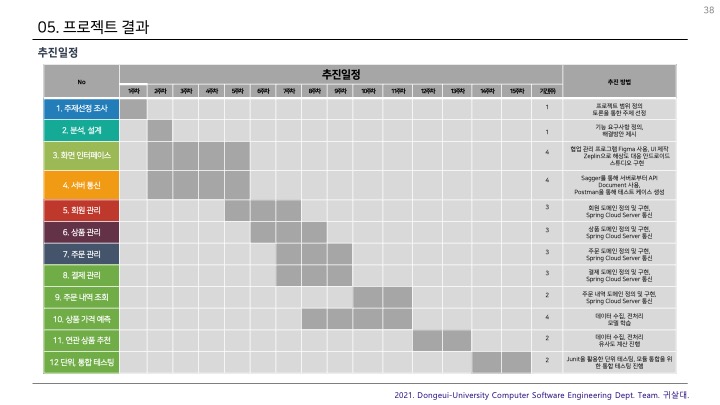 38
05. 프로젝트 결과
추진일정
No
추진일정
추진 방법
1주차 2주차 3주차 4주차 5주차 6주차 7주차 8주차 9주차 10주차 11주차 12주차 13주차 14주차 15주차 기간(주)
1. 주제선정 조사
1
프로젝트 범위 정의
토론을 통한 주제 선정
2. 분석, 설계
1
기능 요구사항 정의,
해결방안 제시
3. 화면 인터페이스
4
협업 관리 프로그램 Figma 사용, UI 제작
Zeplin으로 해상도 대응 안드로이드
스튜디오 구현
4. 서버 통신
4
Sagger를 통해 서버로부터 API
Document 사용,
Postman을 통해 테스트 케이스 생성
5. 회원 관리
3
회원 도메인 정의 및 구현,
Spring Cloud Server 통신
6. 상품 관리
3
상품 도메인 정의 및 구현,
Spring Cloud Server 통신
7. 주문 관리
3
주문 도메인 정의 및 구현,
Spring Cloud Server 통신
8. 결제 관리
3
결제 도메인 정의 및 구현,
Spring Cloud Server 통신
9. 주문 내역 조회
2
주문 내역 도메인 정의 및 구현,
Spring Cloud Server 통신
10. 상품 가격 예측
4
데이터 수집, 전처리
모델 학습
11. 연관 상품 추천
2
데이터 수집, 전처리
유사도 계산 진행
12 단위, 통합 테스팅
2
Junit을 활용한 단위 테스팅, 모듈 통합을 위
한 통합 테스팅 진행
2021. Dongeui-University Computer Software Engineering Dept. Team. 귀살대.